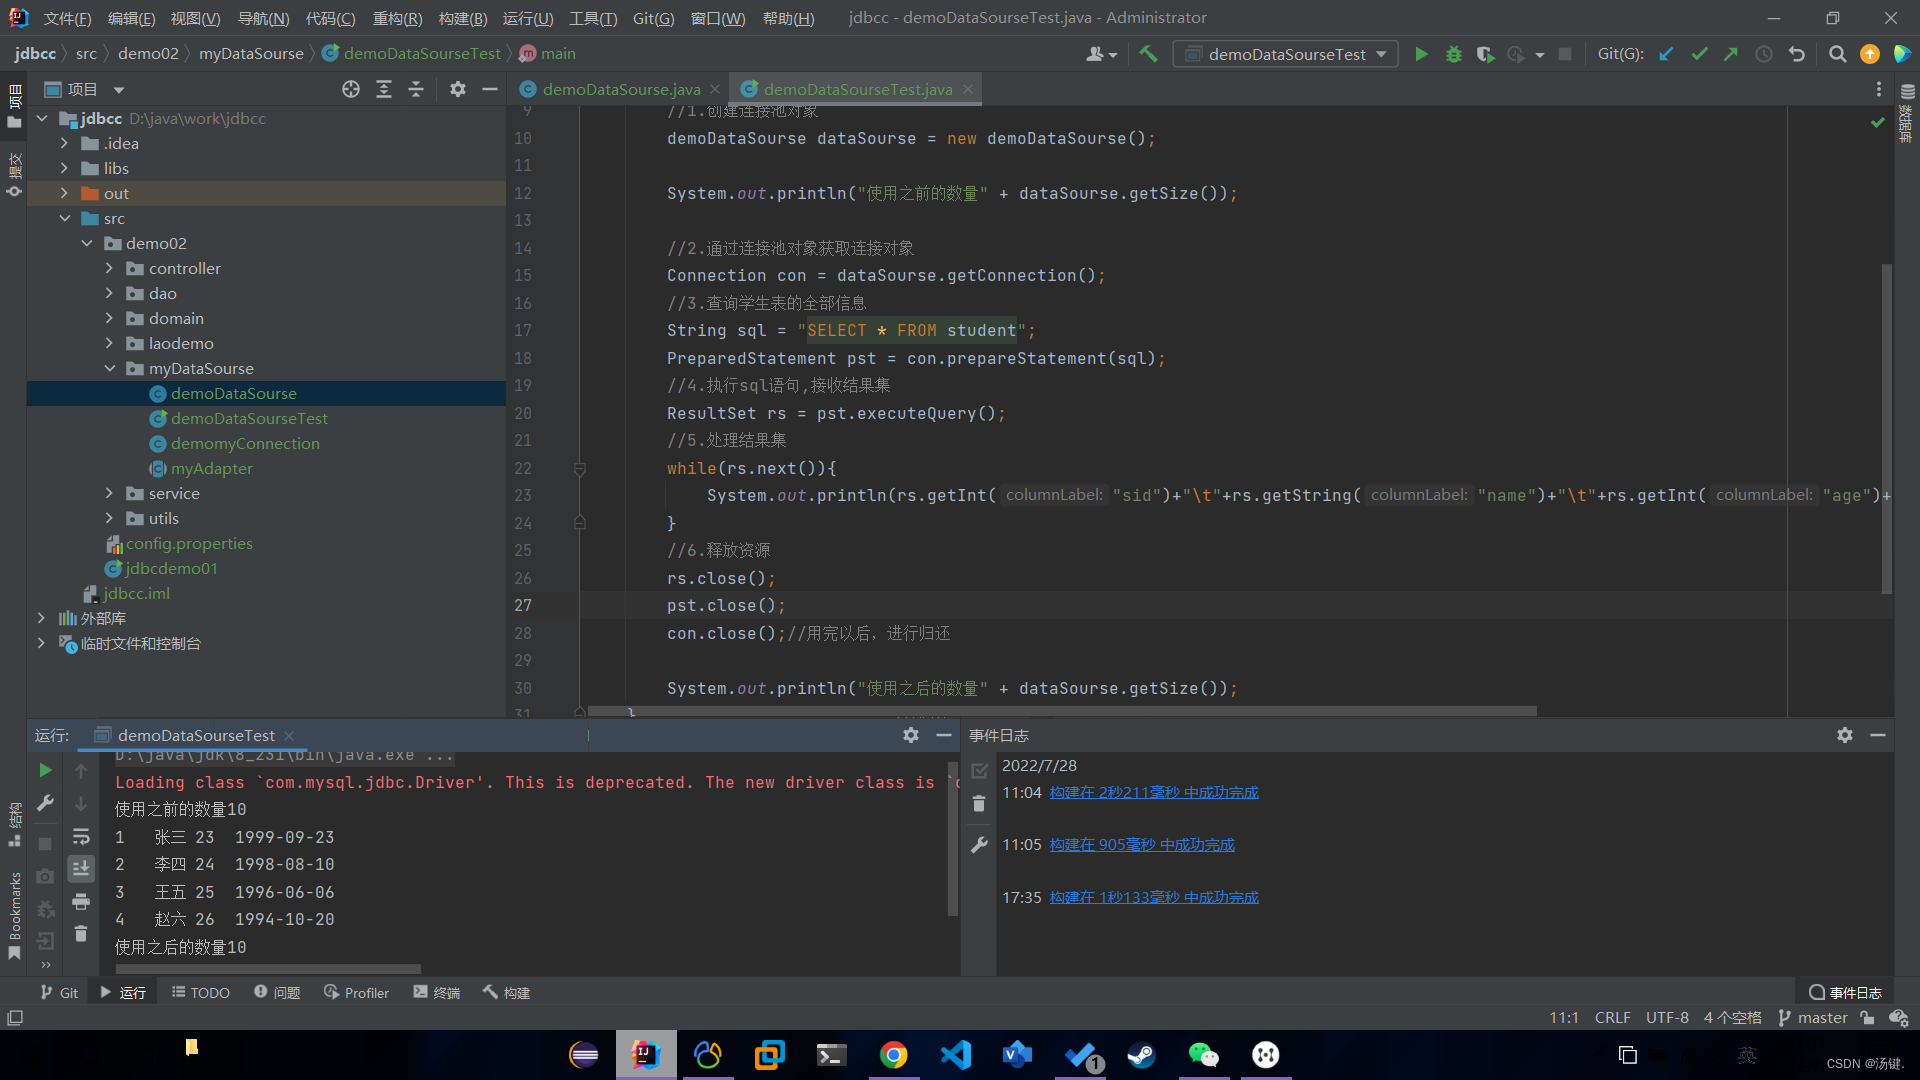 文件(F) 编辑(E) 视图(V) 导航(N) 代码(C) 重构(R) 构建(B) 运行(U) 工具(T) Git(G) 窗口(W) 帮助(H) jdbcc - demoDataSourseTest.java - Administrator
jdbcc src demo02 myDataSourse demoDataSourseTest main demoDataSourseTest Git(G):
项目 demoDataSourse.java demoDataSourseTest.java
项目
提交
结构
Bookmarks
数据库
jdbcc D:\java\work\jdbcc
.idea
libs
out
src
demo02
controller
dao
domain
laodemo
myDataSourse
demoDataSourse
demoDataSourseTest
demomyConnection
myAdapter
service
utils
config.properties
jdbcdemo01
jdbcc.iml
外部库
临时文件和控制台
9 //1.创建连接池对象
10 demoDataSourse dataSourse = new demoDataSourse();
11
12 System.out.println("使用之前的数量" + dataSourse.getSize());
13
14 //2.通过连接池对象获取连接对象
15 Connection con = dataSourse.getConnection();
16 //3.查询学生表的全部信息
17 String sql = "SELECT * FROM student";
18 PreparedStatement pst = con.prepareStatement(sql);
19 //4.执行sql语句,接收结果集
20 ResultSet rs = pst.executeQuery();
21 //5.处理结果集
22 while(rs.next()){
23 System.out.println(rs.getInt( columnLabel: "sid")+"\t"+rs.getString( columnLabel: "name")+"\t"+rs.getInt( columnLabel: "age")+
24 }
25 //6.释放资源
26 rs.close();
27 pst.close();
28 con.close();//用完以后，进行归还
29
30 System.out.println("使用之后的数量" + dataSourse.getSize());
31 }
运行: demoDataSourseTest
D:\java\jdk\8_231\bin\java.exe ...
Loading class `com.mysql.jdbc.Driver'. This is deprecated. The new driver class is `c
使用之前的数量10
1 张三 23 1999-09-23
2 李四 24 1998-08-10
3 王五 25 1996-06-06
4 赵六 26 1994-10-20
使用之后的数量10
事件日志
2022/7/28
11:04 构建在 2秒211毫秒 中成功完成
11:05 构建在 905毫秒 中成功完成
17:35 构建在 1秒133毫秒 中成功完成
Git 运行 TODO 问题 Profiler 终端 构建 事件日志
11:1 CRLF UTF-8 4 个空格 master
1
英
CSDN @汤键.